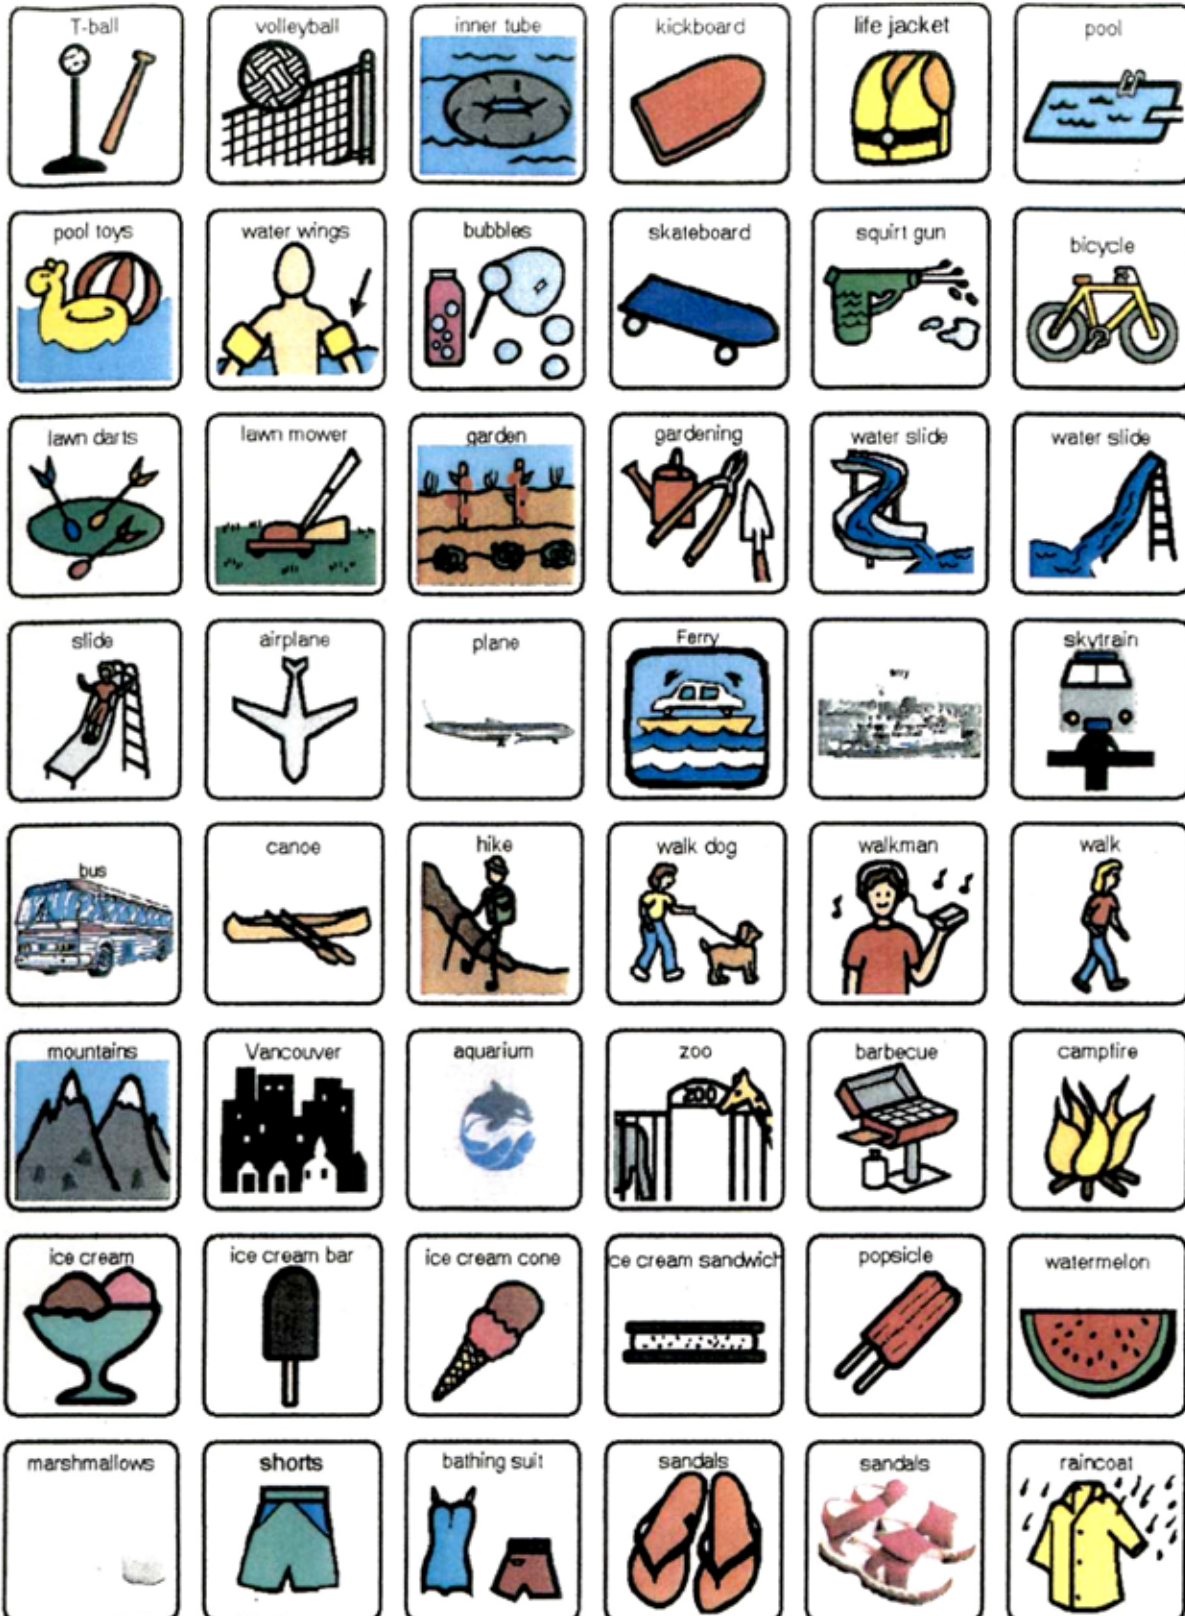 T-ball
volleyball
inner tube
kickboard
life jacket
pool
pool toys
water wings
bubbles
skateboard
squirt gun
bicycle
lawn darts
lawn mower
garden
gardening
water slide
water slide
slide
airplane
plane
Ferry
skytrain
bus
canoe
hike
walk dog
walkman
walk
mountains
Vancouver
aquarium
zoo
ZOO
barbecue
campfire
ice cream
ice cream bar
ice cream cone
ce cream sandwich
popsicle
watermelon
marshmallows
shorts
bathing suit
sandals
sandals
raincoat